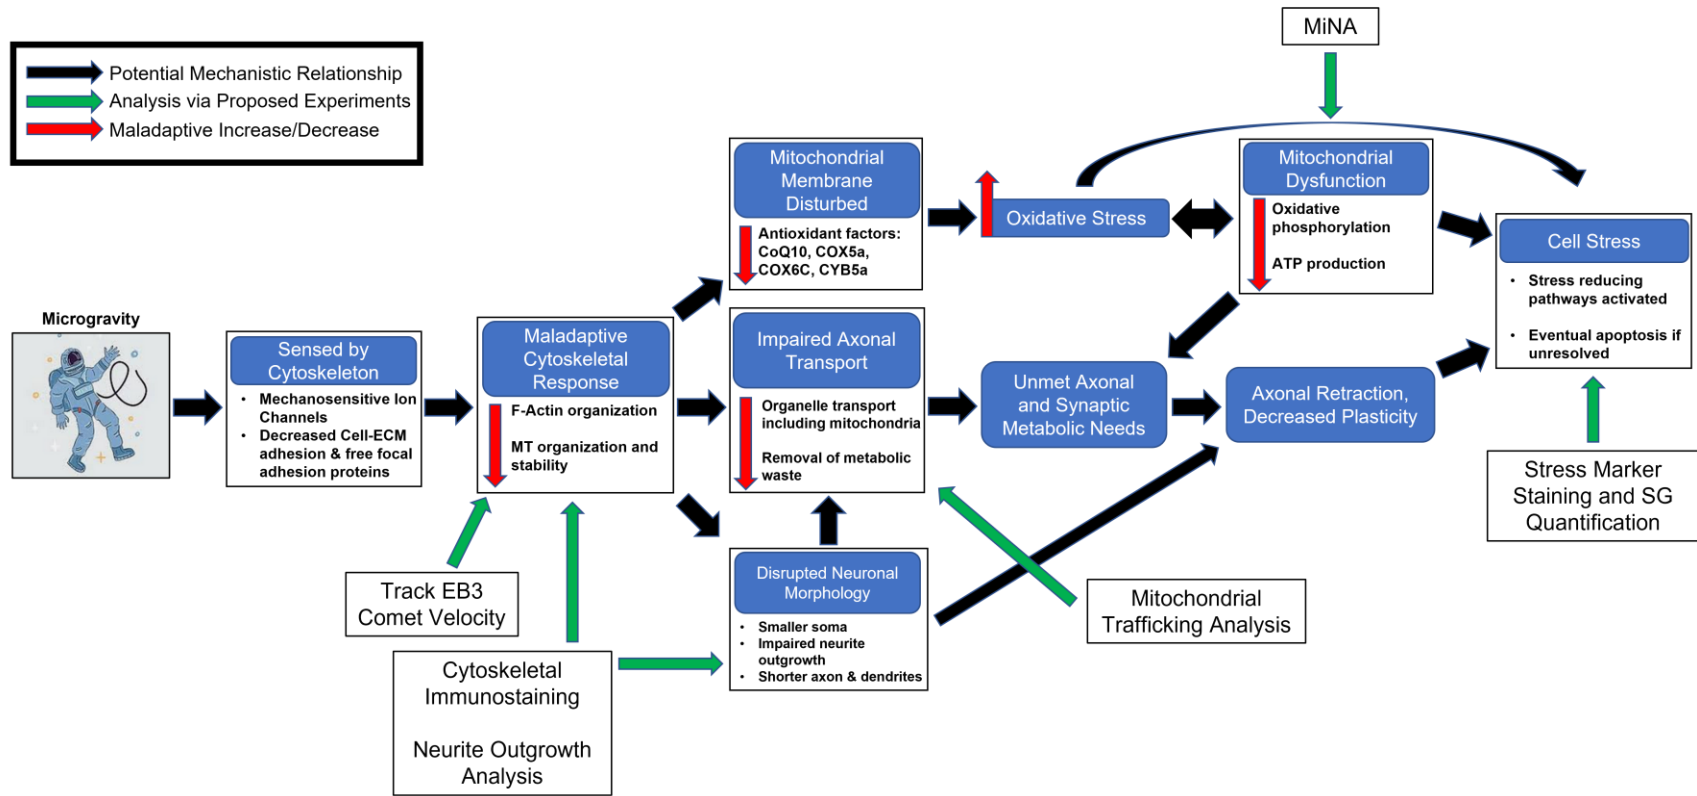 Potential Mechanistic Relationship
Analysis via Proposed Experiments
Maladaptive Increase/Decrease
MiNA
Mitochondrial
Membrane
Disturbed
Antioxidant factors:
CoQ10, COX5a,
COX6C, CYB5a
Oxidative Stress
Mitochondrial
Dysfunction
Oxidative
phosphorylation
ATP production
Cell Stress
• Stress reducing
pathways activated
• Eventual apoptosis if
unresolved
Microgravity
Sensed by
Cytoskeleton
• Mechanosensitive Ion
Channels
• Decreased Cell-ECM
adhesion & free focal
adhesion proteins
Maladaptive
Cytoskeletal
Response
F-Actin organization
MT organization and
stability
Impaired Axonal
Transport
Organelle transport
including mitochondria
Removal of metabolic
waste
Unmet Axonal
and Synaptic
Metabolic Needs
Axonal Retraction,
Decreased Plasticity
Stress Marker
Staining and SG
Quantification
Track EB3
Comet Velocity
Disrupted Neuronal
Morphology
• Smaller soma
• Impaired neurite
outgrowth
• Shorter axon & dendrites
Mitochondrial
Trafficking Analysis
Cytoskeletal
Immunostaining
Neurite Outgrowth
Analysis